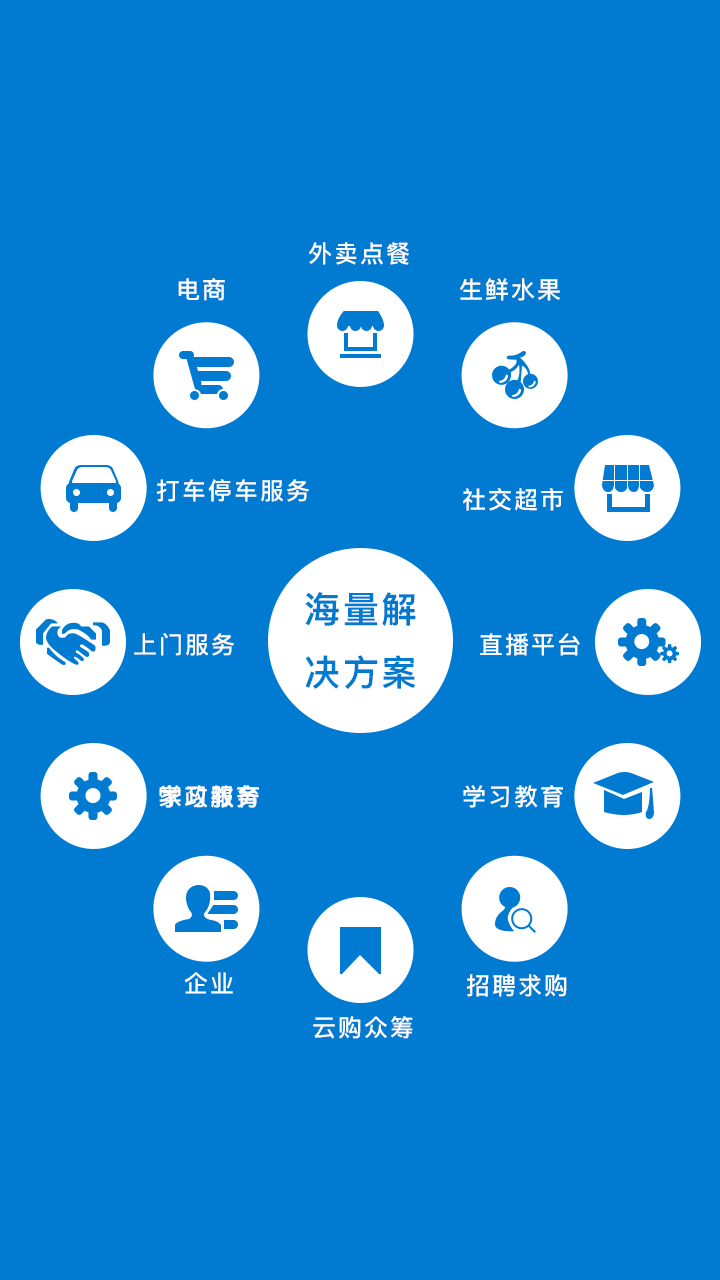 外卖点餐
电商
生鲜水果
打车停车服务
社交超市
海量解
决方案
上门服务
直播平台
学习教育
企业
招聘求购
云购众筹